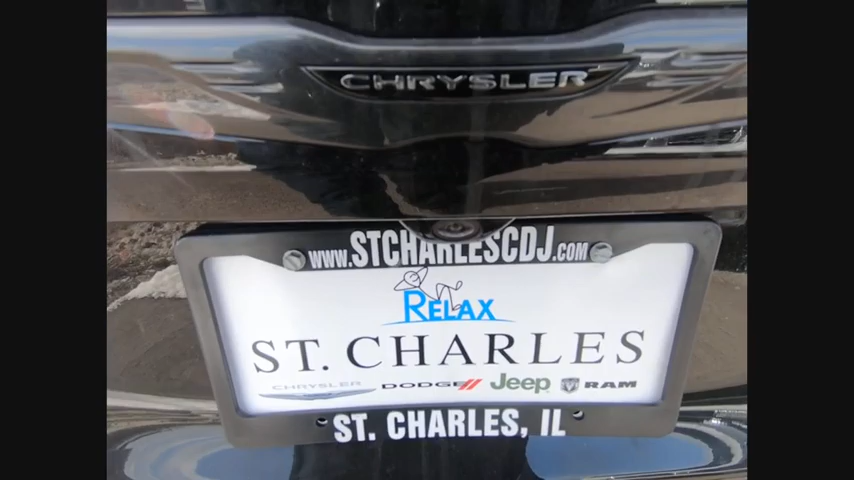 CHRYSLER
www.STCHARLESCDJ.com
RELAX
ST. CHARLES
CHRYSLER DODGE// Jeep RAM
ST. CHARLES, IL